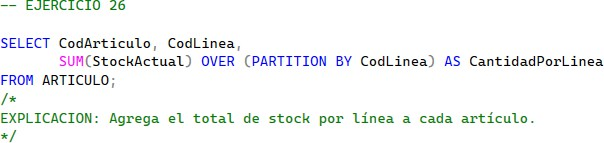 -- EJERCICIO 26
SELECT CodArticulo, CodLinea,
SUM(StockActual) OVER (PARTITION BY CodLinea) AS CantidadPorLinea
FROM ARTICULO;
/*
EXPLICACION: Agrega el total de stock por línea a cada artículo.
*/